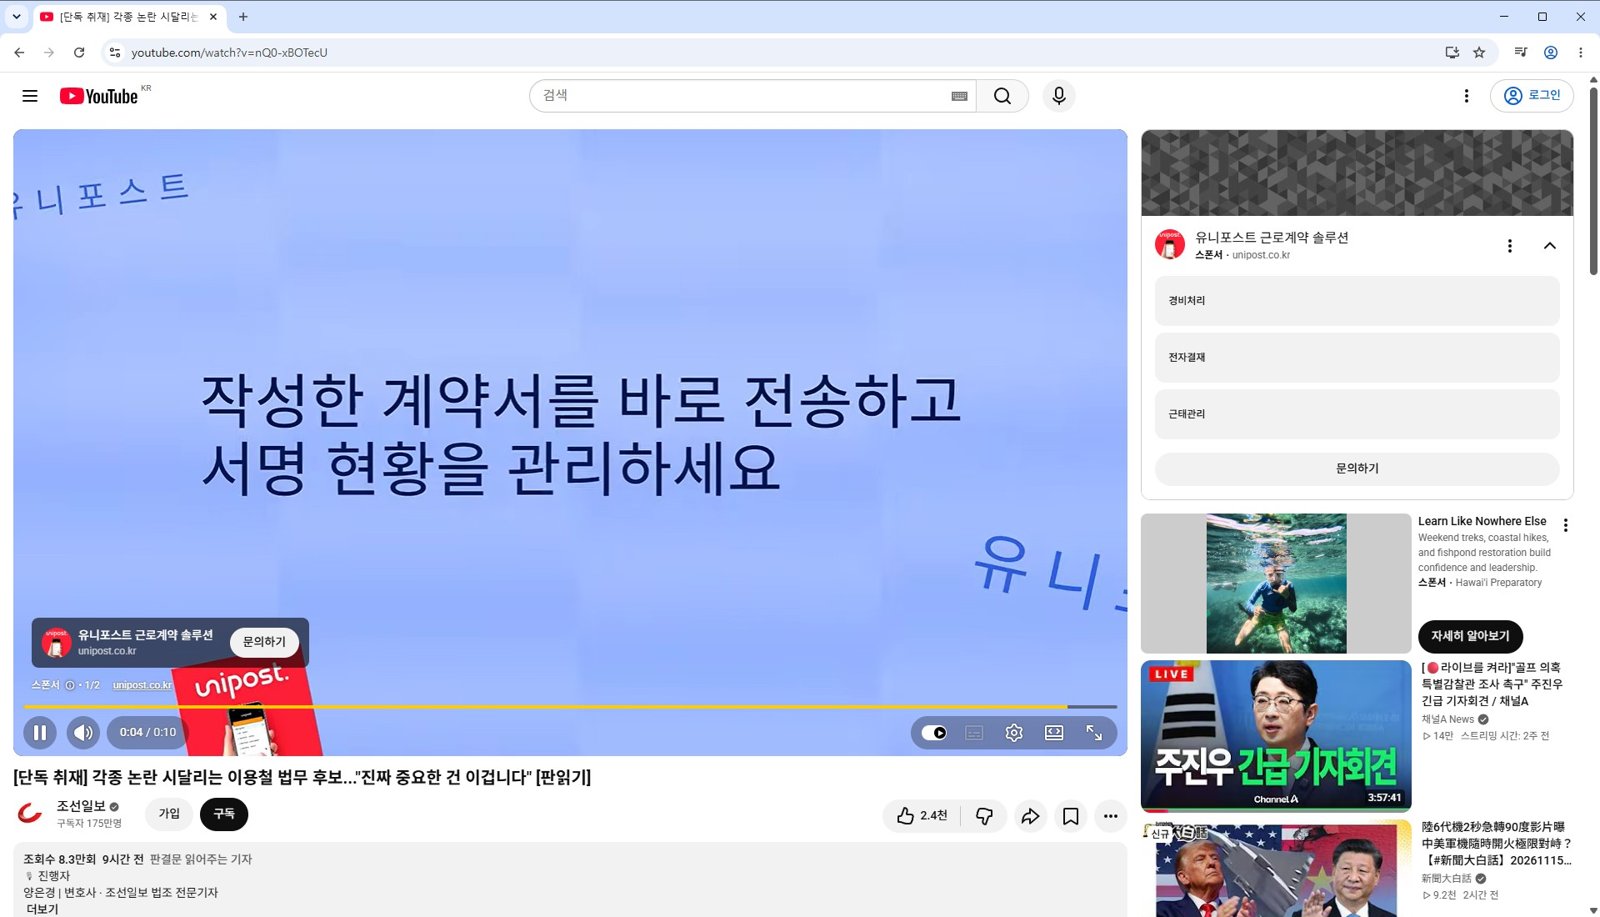 [단독 취재] 각종 논란 시달리는
youtube.com/watch?v=nQ0-xBOTecU
YouTube KR
검색
로그인
유니포스트
작성한 계약서를 바로 전송하고
서명 현황을 관리하세요
유니
unipost.
유니포스트 근로계약 솔루션
unipost.co.kr
문의하기
스폰서 · 1/2 unipost.co.kr
unipost.
0:04 / 0:10
[단독 취재] 각종 논란 시달리는 이용철 법무 후보..."진짜 중요한 건 이겁니다" [판읽기]
조선일보
구독자 175만명
가입
구독
2.4천
조회수 8.3만회 9시간 전 판결문 읽어주는 기자
🎙 진행자
양은경 | 변호사 · 조선일보 법조 전문기자
더보기
unipost.
유니포스트 근로계약 솔루션
스폰서 · unipost.co.kr
경비처리
전자결재
근태관리
문의하기
Learn Like Nowhere Else
Weekend treks, coastal hikes,
and fishpond restoration build
confidence and leadership.
스폰서 · Hawai'i Preparatory
자세히 알아보기
LIVE
주진우 긴급 기자회견
Channel A
3:57:41
[🔴라이브를 켜라]"골프 의혹
특별감찰관 조사 촉구" 주진우
긴급 기자회견 / 채널A
채널A News
14만 스트리밍 시간: 2주 전
신규
大白話
陸6代機2秒急轉90度影片曝
中美軍機隨時開火極限對峙？
【#新聞大白話】20261115...
新聞大白話
9.2천 2시간 전